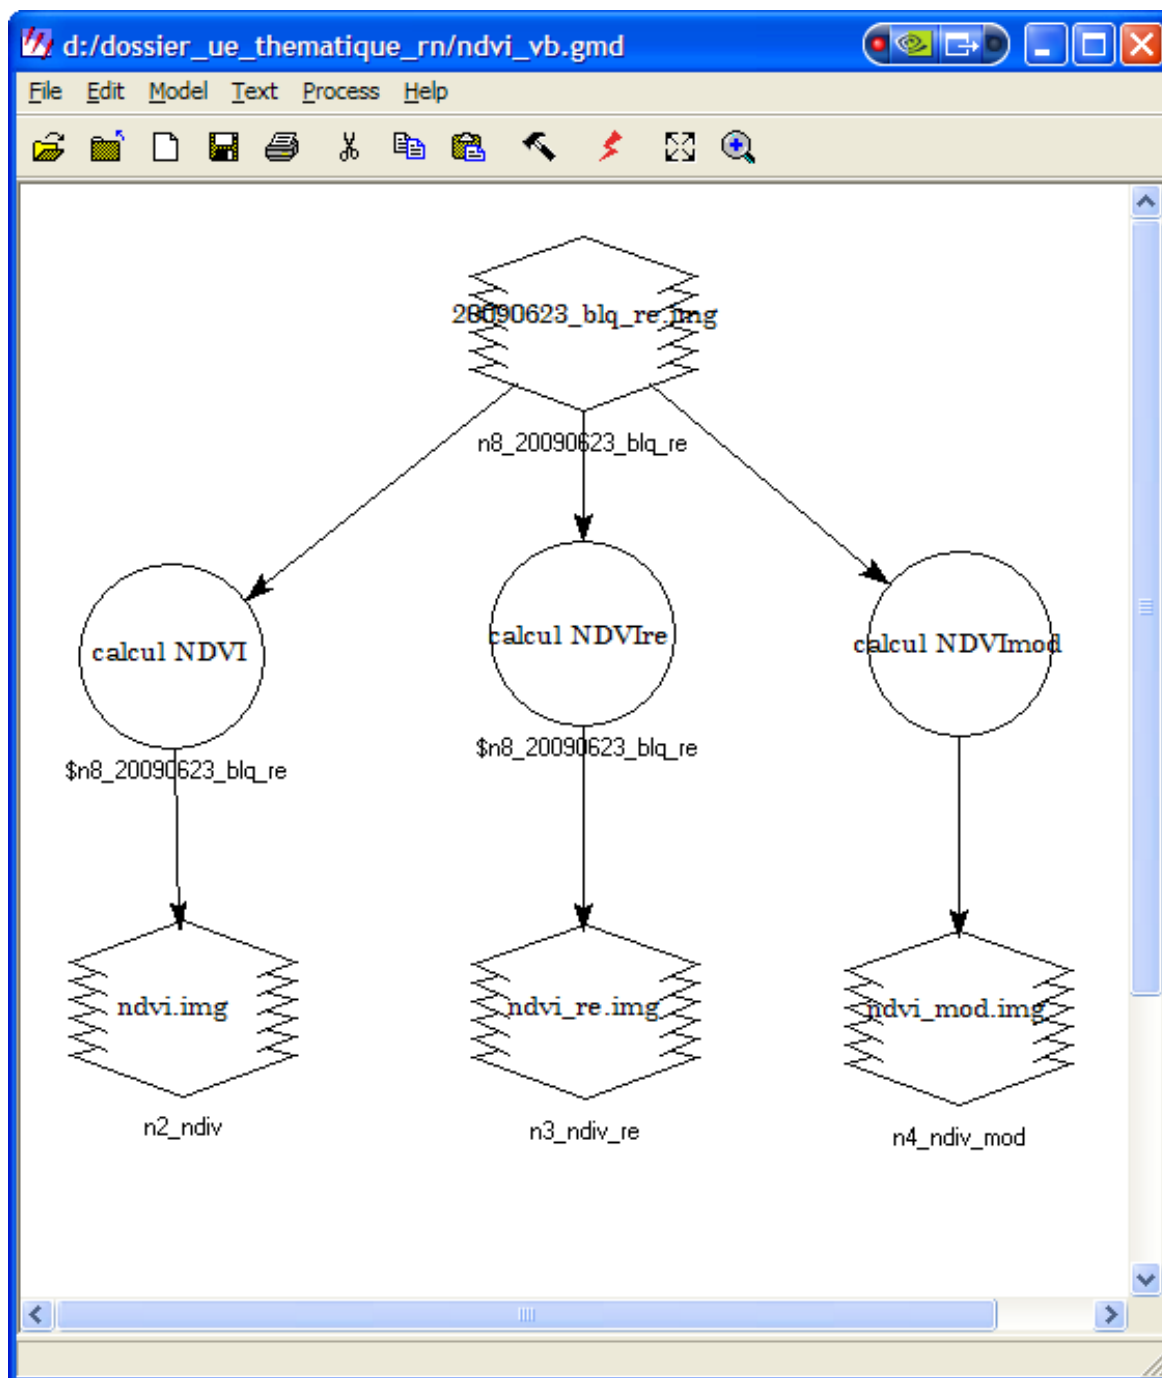 d:/dossier_ue_thematique_rn/ndvi_vb.gmd
File Edit Model Text Process Help
20090623_blq_re.img
n8_20090623_blq_re
calcul NDVI
calcul NDVIre
calcul NDVImod
$n8_20090623_blq_re
$n8_20090623_blq_re
ndvi.img
ndvi_re.img
ndvi_mod.img
n2_ndiv
n3_ndiv_re
n4_ndiv_mod